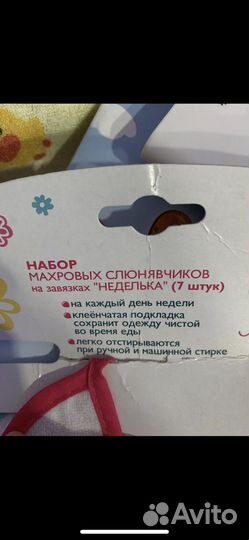 НАБОР
МАХРОВЫХ СЛЮНЯВЧИКОВ
на завязках "НЕДЕЛЬКА" (7 штук)
на каждый день недели
клеёнчатая подкладка
сохранит одежду чистой
во время еды
легко отстирываются
при ручной и машинной стирке
Avito